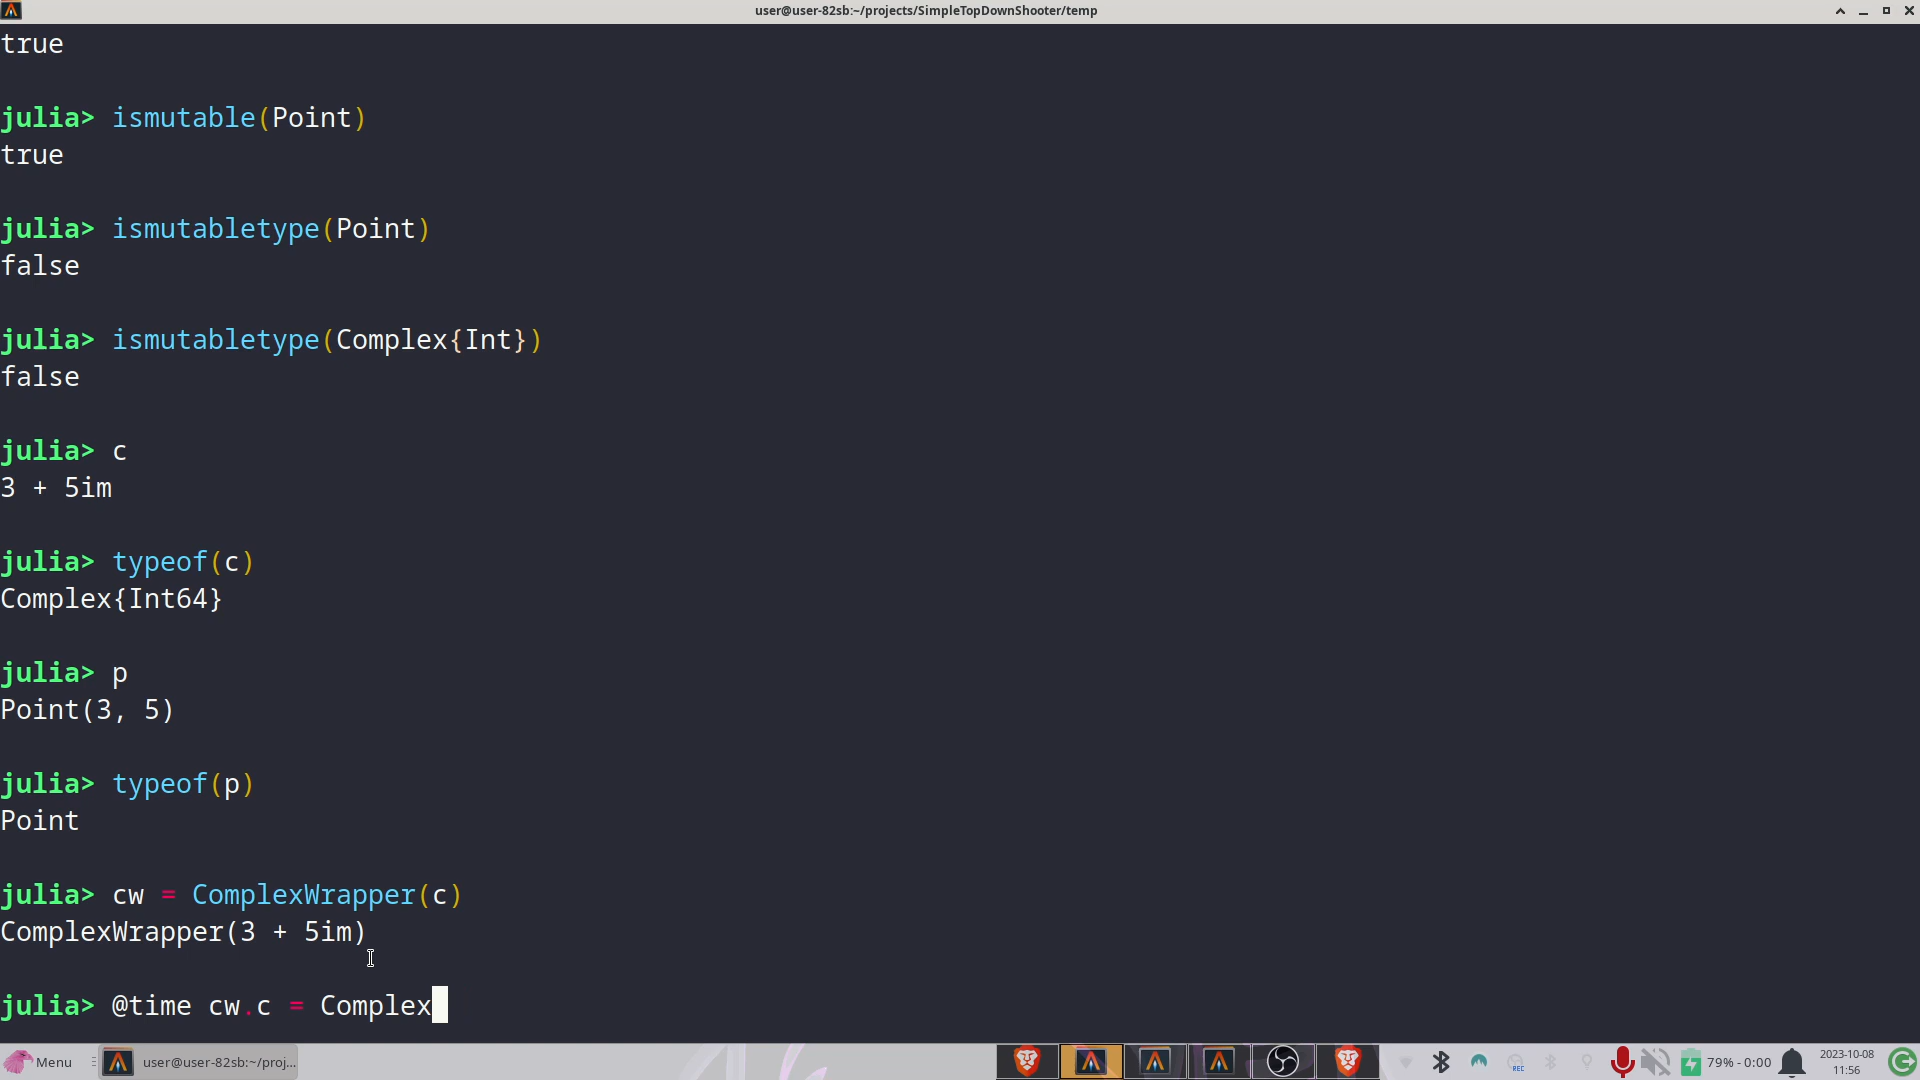 user@user-82sb:~/projects/SimpleTopDownShooter/temp
true
julia> ismutable(Point)
true
julia> ismutabletype(Point)
false
julia> ismutabletype(Complex{Int})
false
julia> c
3 + 5im
julia> typeof(c)
Complex{Int64}
julia> p
Point(3, 5)
julia> typeof(p)
Point
julia> cw = ComplexWrapper(c)
ComplexWrapper(3 + 5im)
julia> @time cw.c = Complex
Menu
user@user-82sb:~/proj...
REC
79% - 0:00
2023-10-08
11:56